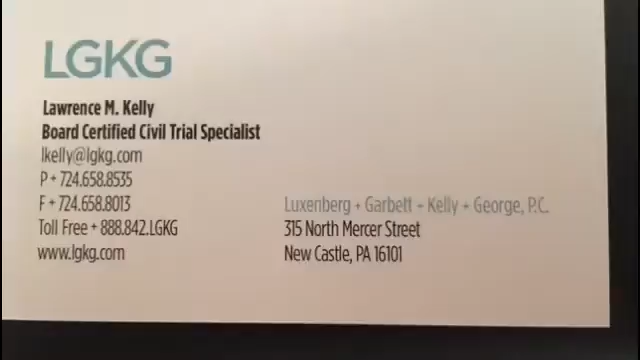 LGKG
Lawrence M. Kelly
Board Certified Civil Trial Specialist
lkelly@lgkg.com
P + 724.658.8535
F + 724.658.8013
Toll Free + 888.842.LGKG
www.lgkg.com
Luxenberg + Garbett + Kelly + George, P.C.
315 North Mercer Street
New Castle, PA 16101